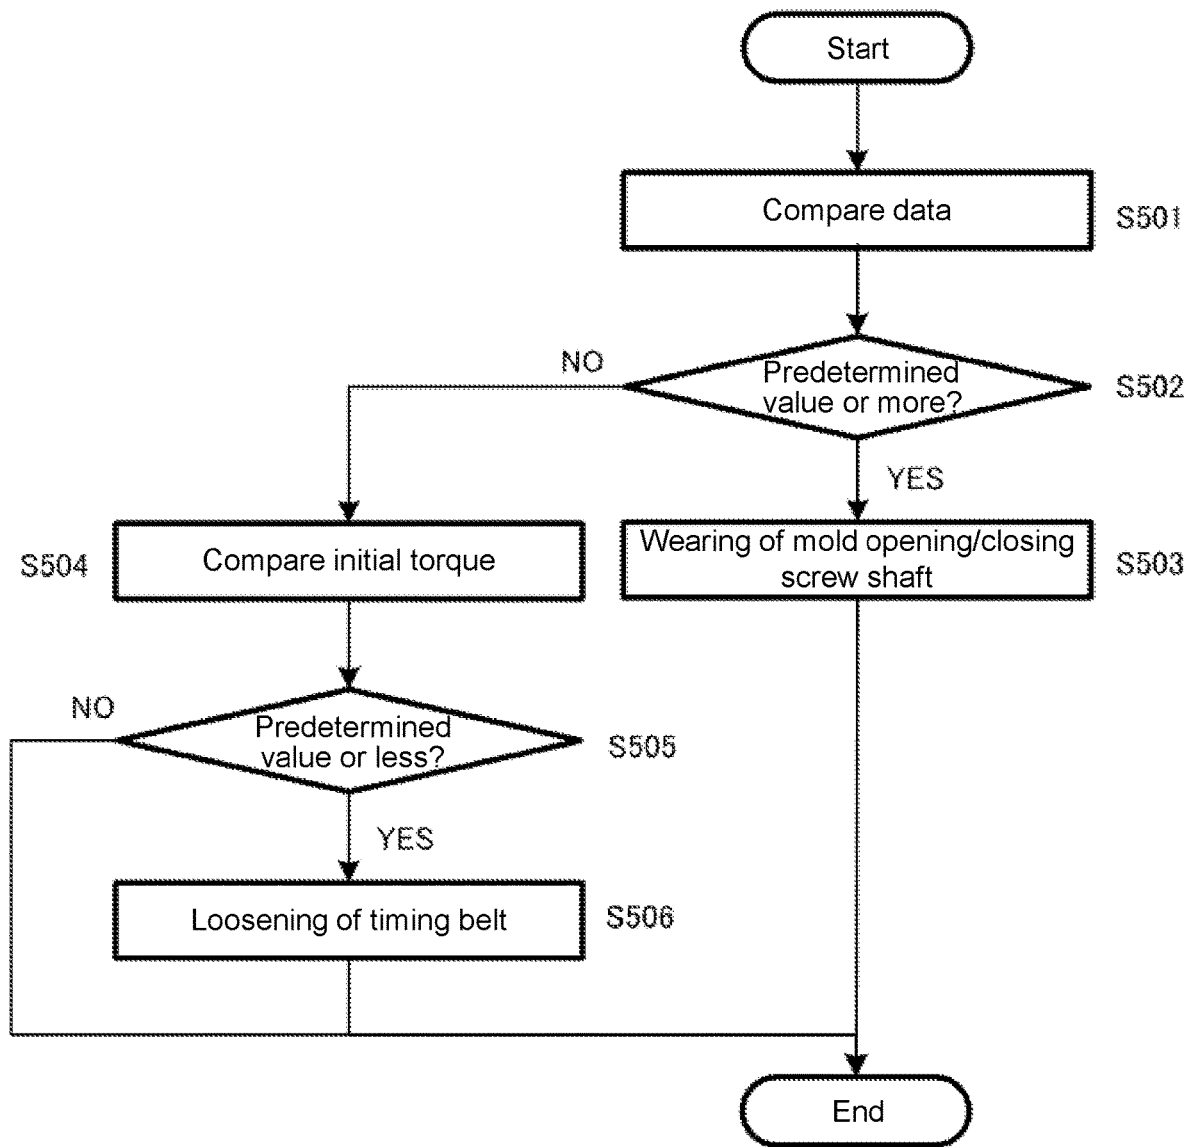 Start
Compare data
S501
NO
Predetermined
value or more?
S502
YES
Wearing of mold opening/closing
screw shaft
S503
S504
Compare initial torque
NO
Predetermined
value or less?
S505
YES
Loosening of timing belt
S506
End